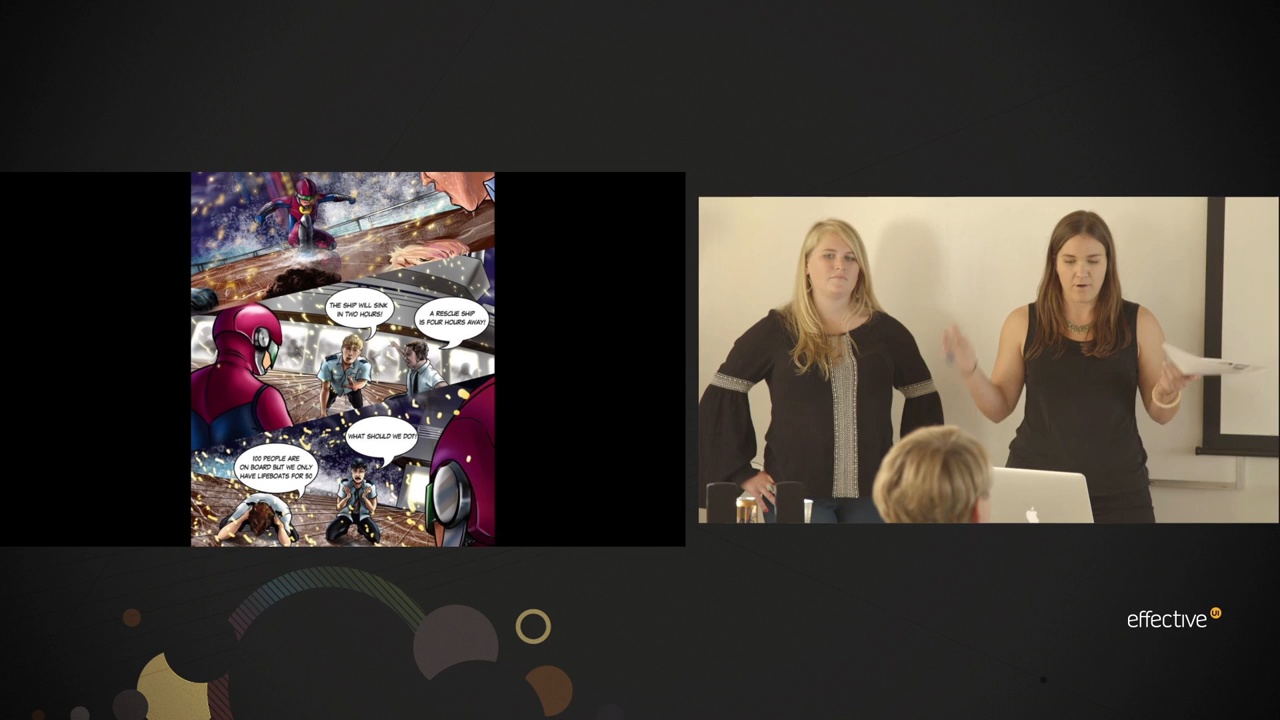 THE SHIP WILL SINK
IN TWO HOURS!
A RESCUE SHIP
IS FOUR HOURS AWAY!
WHAT SHOULD WE DO?
100 PEOPLE ARE
ON BOARD BUT WE ONLY
HAVE LIFEBOATS FOR 50
effective UI